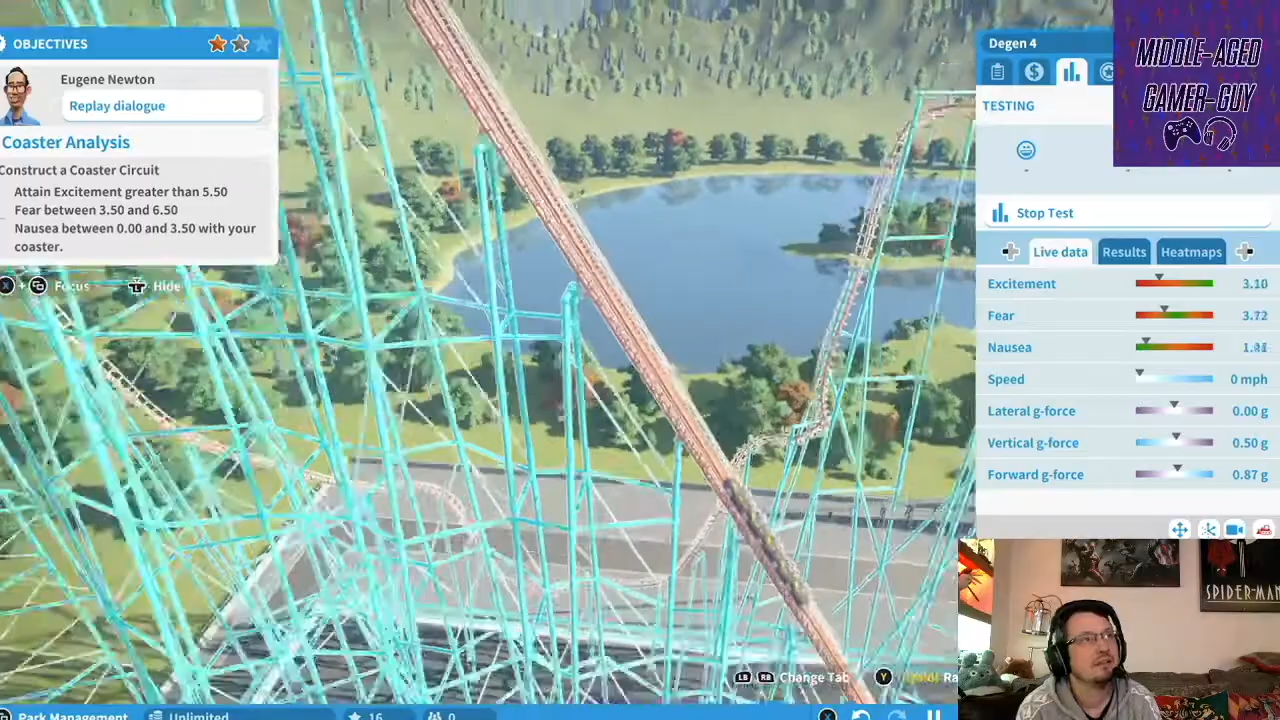 OBJECTIVES
Eugene Newton
Replay dialogue
Coaster Analysis
Construct a Coaster Circuit
Attain Excitement greater than 5.50
Fear between 3.50 and 6.50
Nausea between 0.00 and 3.50 with your
coaster.
X + Focus Hide
Degen 4
TESTING
Stop Test
Live data Results Heatmaps
Excitement 3.10
Fear 3.72
Nausea
Speed 0 mph
Lateral g-force 0.00 g
Vertical g-force 0.50 g
Forward g-force 0.87 g
MIDDLE-AGED
GAMER-GUY
SPIDER-MAN
LB RB Change Tab Y
Park Management Unlimited 16 0 X